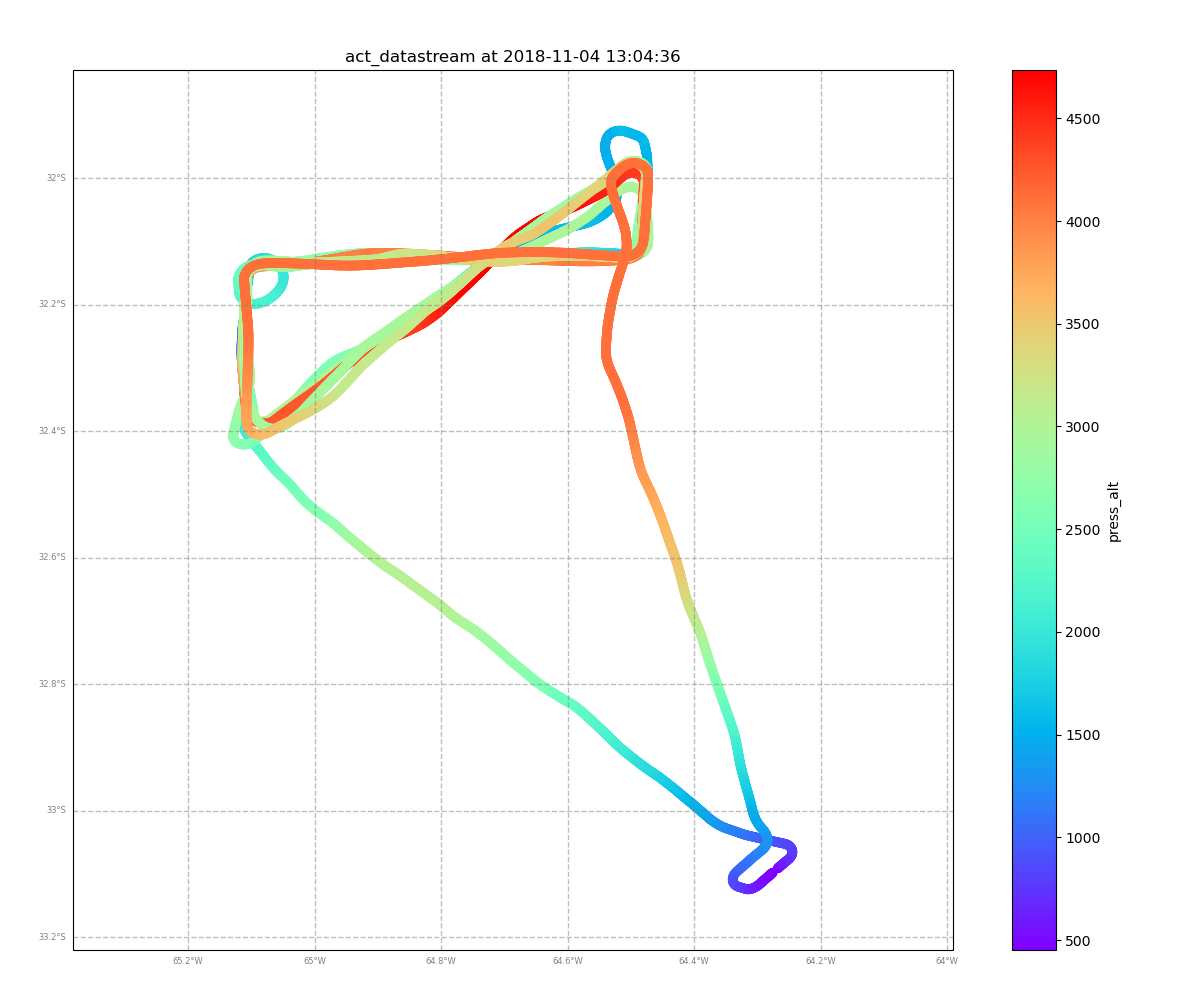 act_datastream at 2018-11-04 13:04:36
32°S
32.2°S
32.4°S
32.6°S
32.8°S
33°S
33.2°S
65.2°W
65°W
64.8°W
64.6°W
64.4°W
64.2°W
64°W
4500
4000
3500
3000
2500
2000
1500
1000
500
press_alt